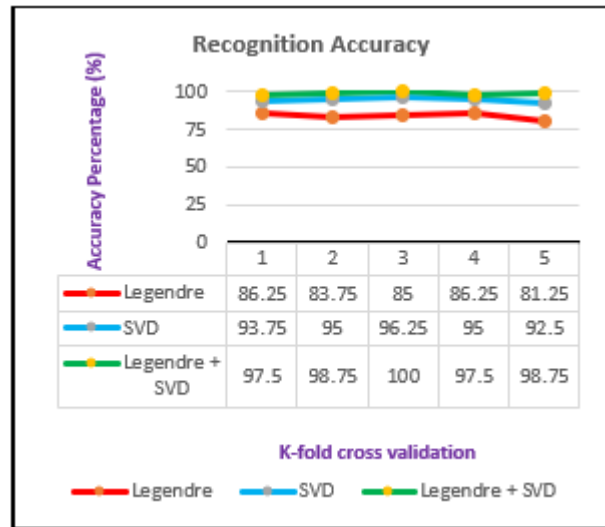 Recognition Accuracy
Accuracy Percentage (%)
100
75
50
25
0
1 2 3 4 5
Legendre 86.25 83.75 85 86.25 81.25
SVD 93.75 95 96.25 95 92.5
Legendre +
SVD 97.5 98.75 100 97.5 98.75
K-fold cross validation
Legendre SVD Legendre + SVD